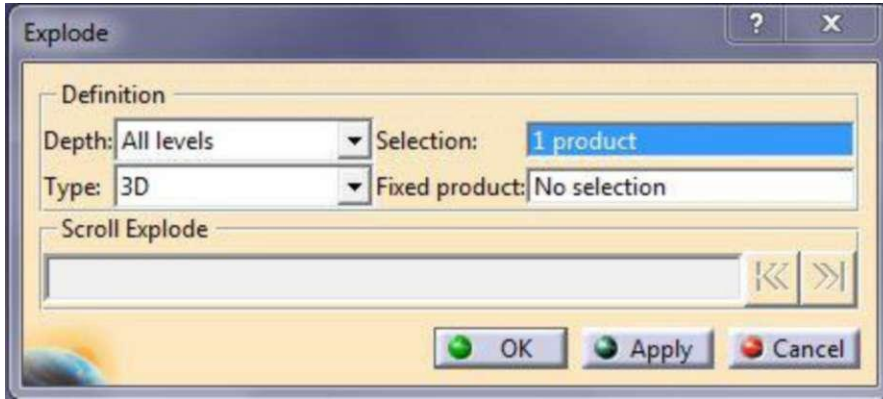 Explode
Definition
Depth: All levels Selection: 1 product
Type: 3D Fixed product: No selection
Scroll Explode
OK Apply Cancel